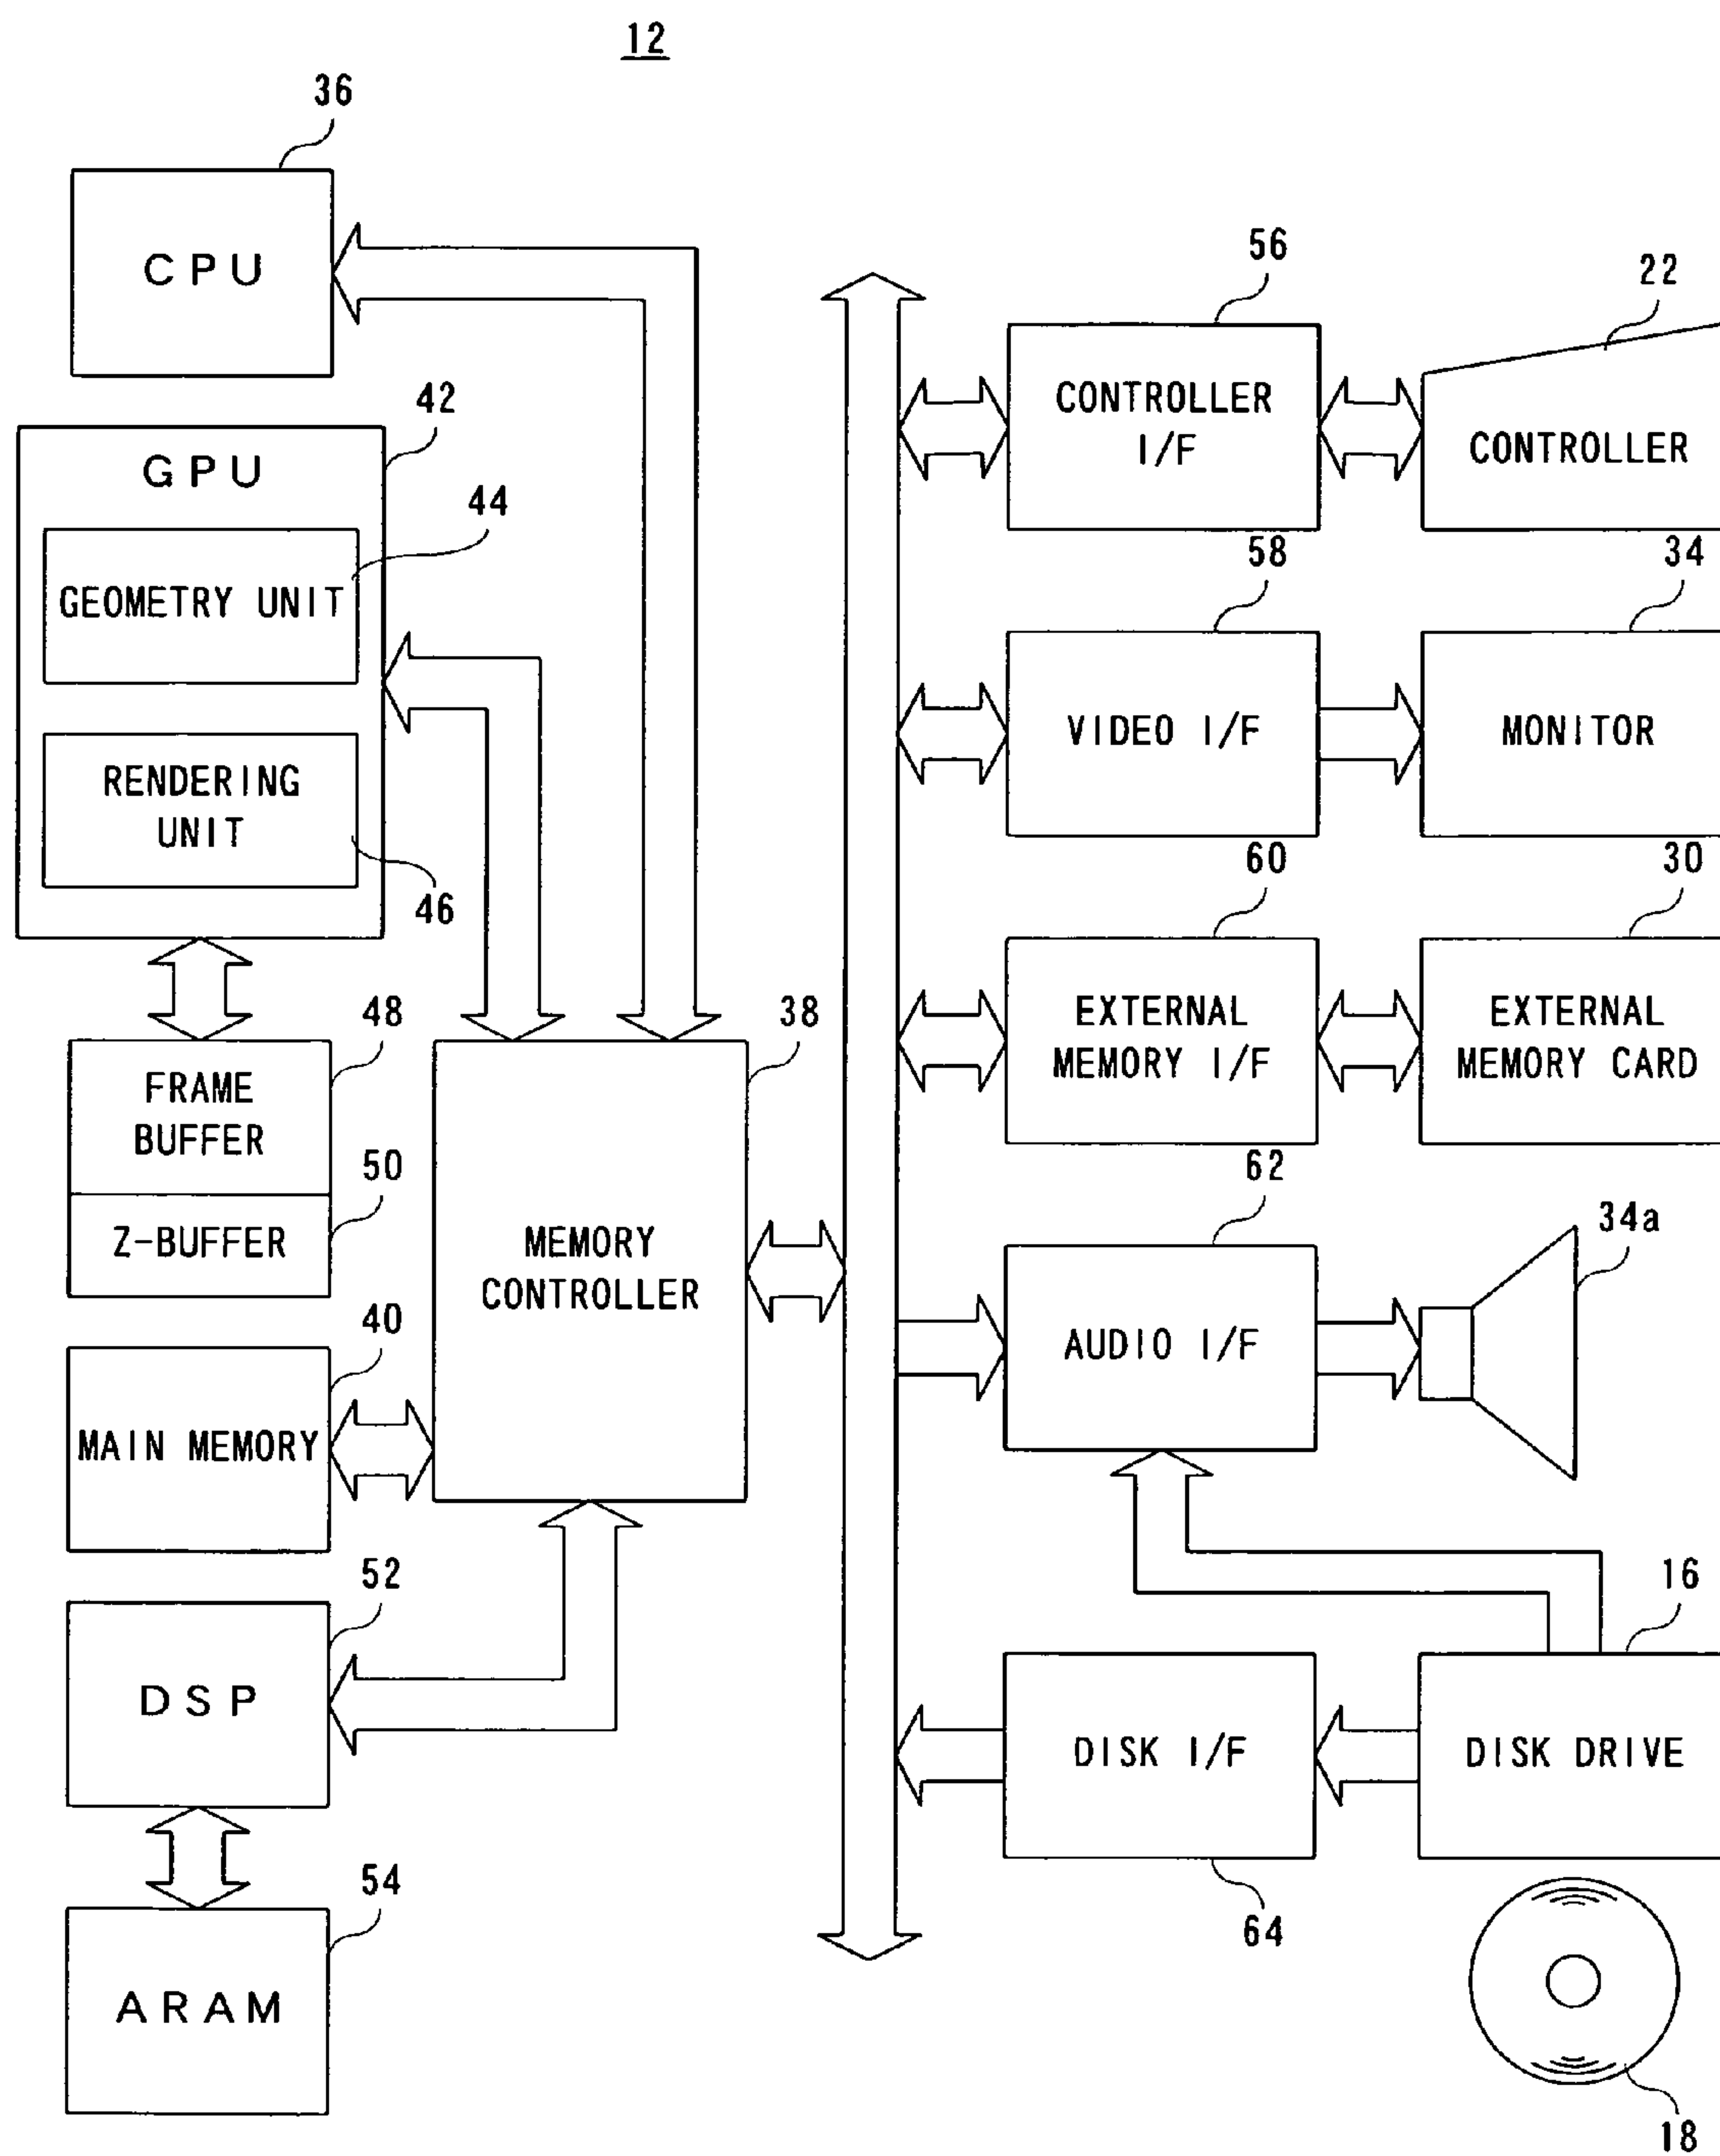 12
36
CPU
42
GPU
44
GEOMETRY UNIT
RENDERING
UNIT
46
48
FRAME
BUFFER
50
Z-BUFFER
40
MAIN MEMORY
52
DSP
54
ARAM
38
MEMORY
CONTROLLER
56
CONTROLLER
I/F
22
CONTROLLER
58
VIDEO I/F
34
MONITOR
60
EXTERNAL
MEMORY I/F
30
EXTERNAL
MEMORY CARD
62
AUDIO I/F
34a
16
DISK I/F
64
DISK DRIVE
18